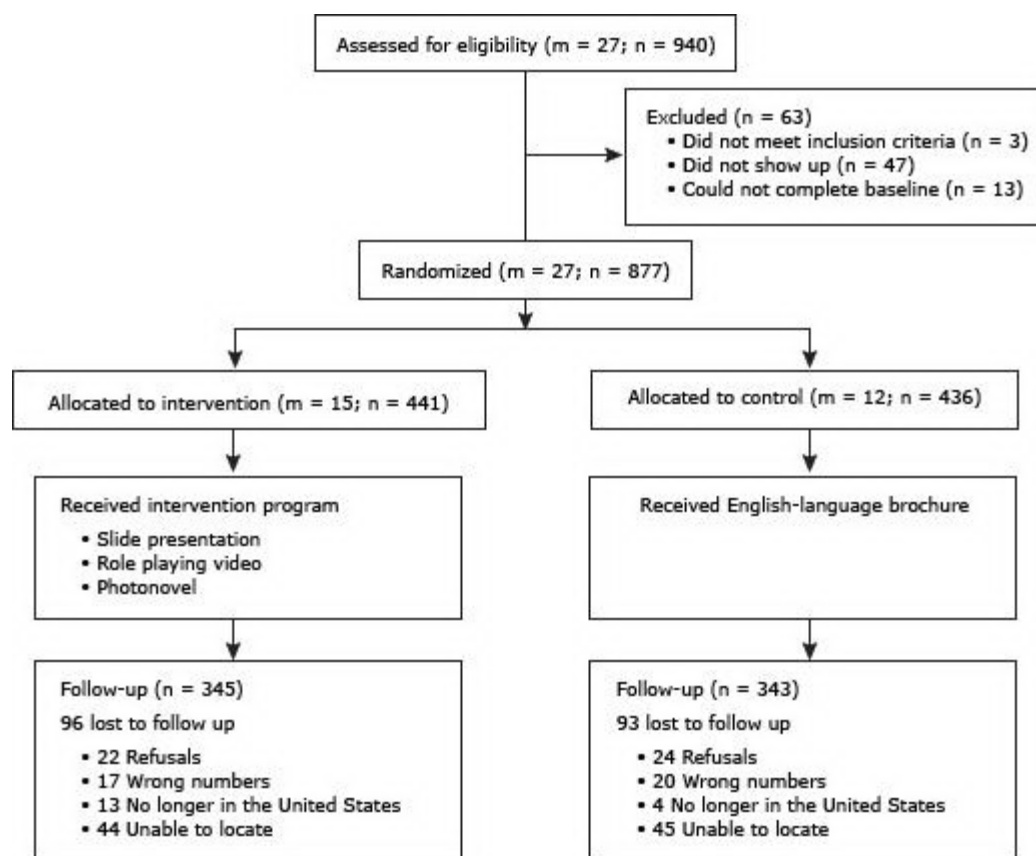 Assessed for eligibility (m = 27; n = 940)
Excluded (n = 63)
• Did not meet inclusion criteria (n = 3)
• Did not show up (n = 47)
• Could not complete baseline (n = 13)
Randomized (m = 27; n = 877)
Allocated to intervention (m = 15; n = 441)
Allocated to control (m = 12; n = 436)
Received intervention program
• Slide presentation
• Role playing video
• Photonovel
Received English-language brochure
Follow-up (n = 345)
96 lost to follow up
• 22 Refusals
• 17 Wrong numbers
• 13 No longer in the United States
• 44 Unable to locate
Follow-up (n = 343)
93 lost to follow up
• 24 Refusals
• 20 Wrong numbers
• 4 No longer in the United States
• 45 Unable to locate